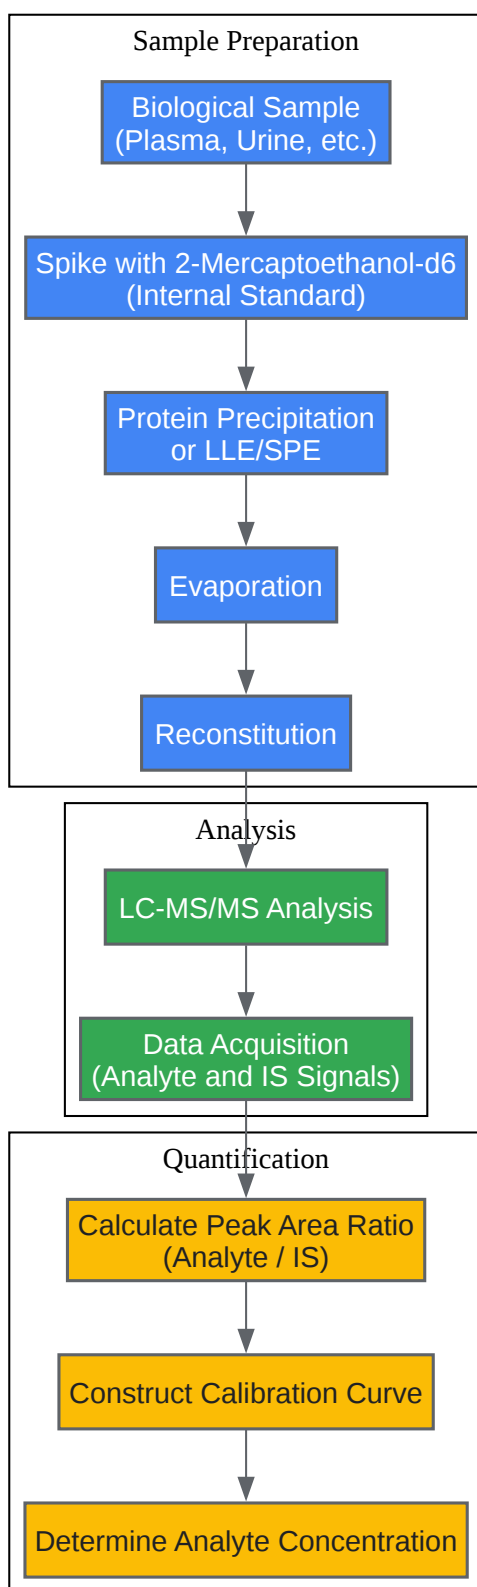 Sample Preparation
Biological Sample
(Plasma, Urine, etc.)
Spike with 2-Mercaptoethanol-d6
(Internal Standard)
Protein Precipitation
or LLE/SPE
Evaporation
Reconstitution
Analysis
LC-MS/MS Analysis
Data Acquisition
(Analyte and IS Signals)
Quantification
Calculate Peak Area Ratio
(Analyte / IS)
Construct Calibration Curve
Determine Analyte Concentration